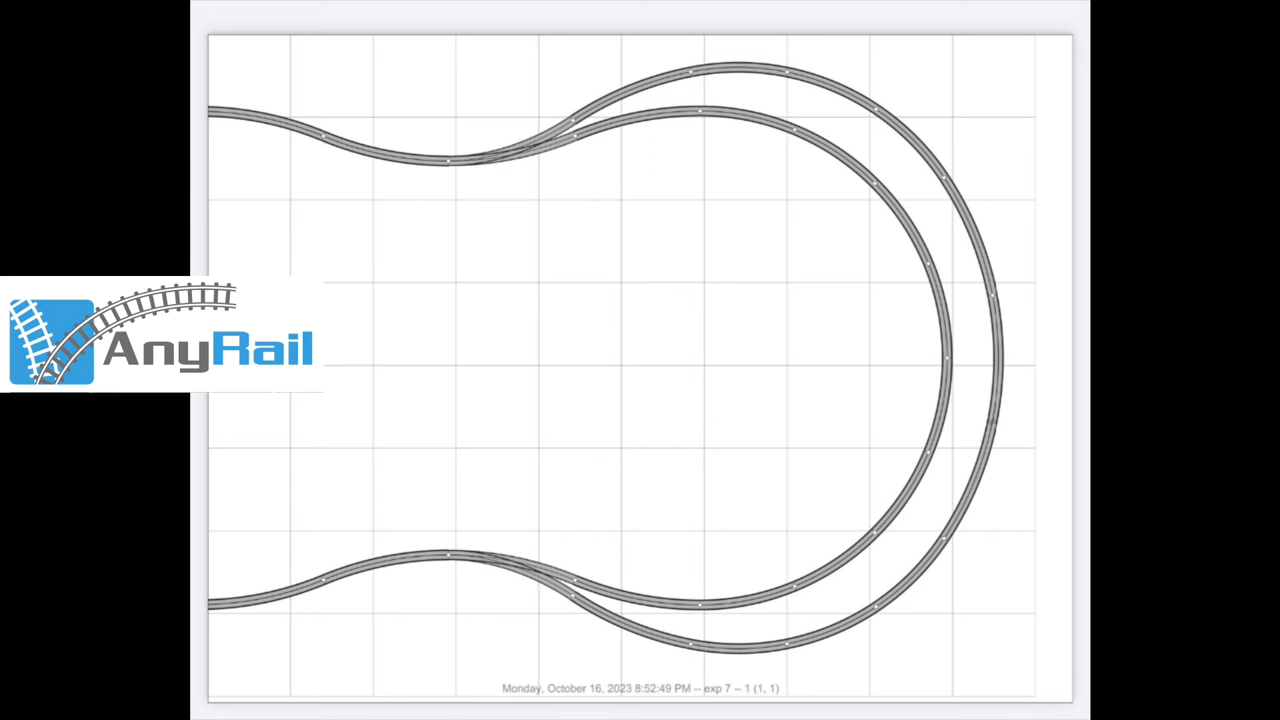 AnyRail
Monday, October 16, 2023 8:52:49 PM -- exp 7 -- 1 (1, 1)